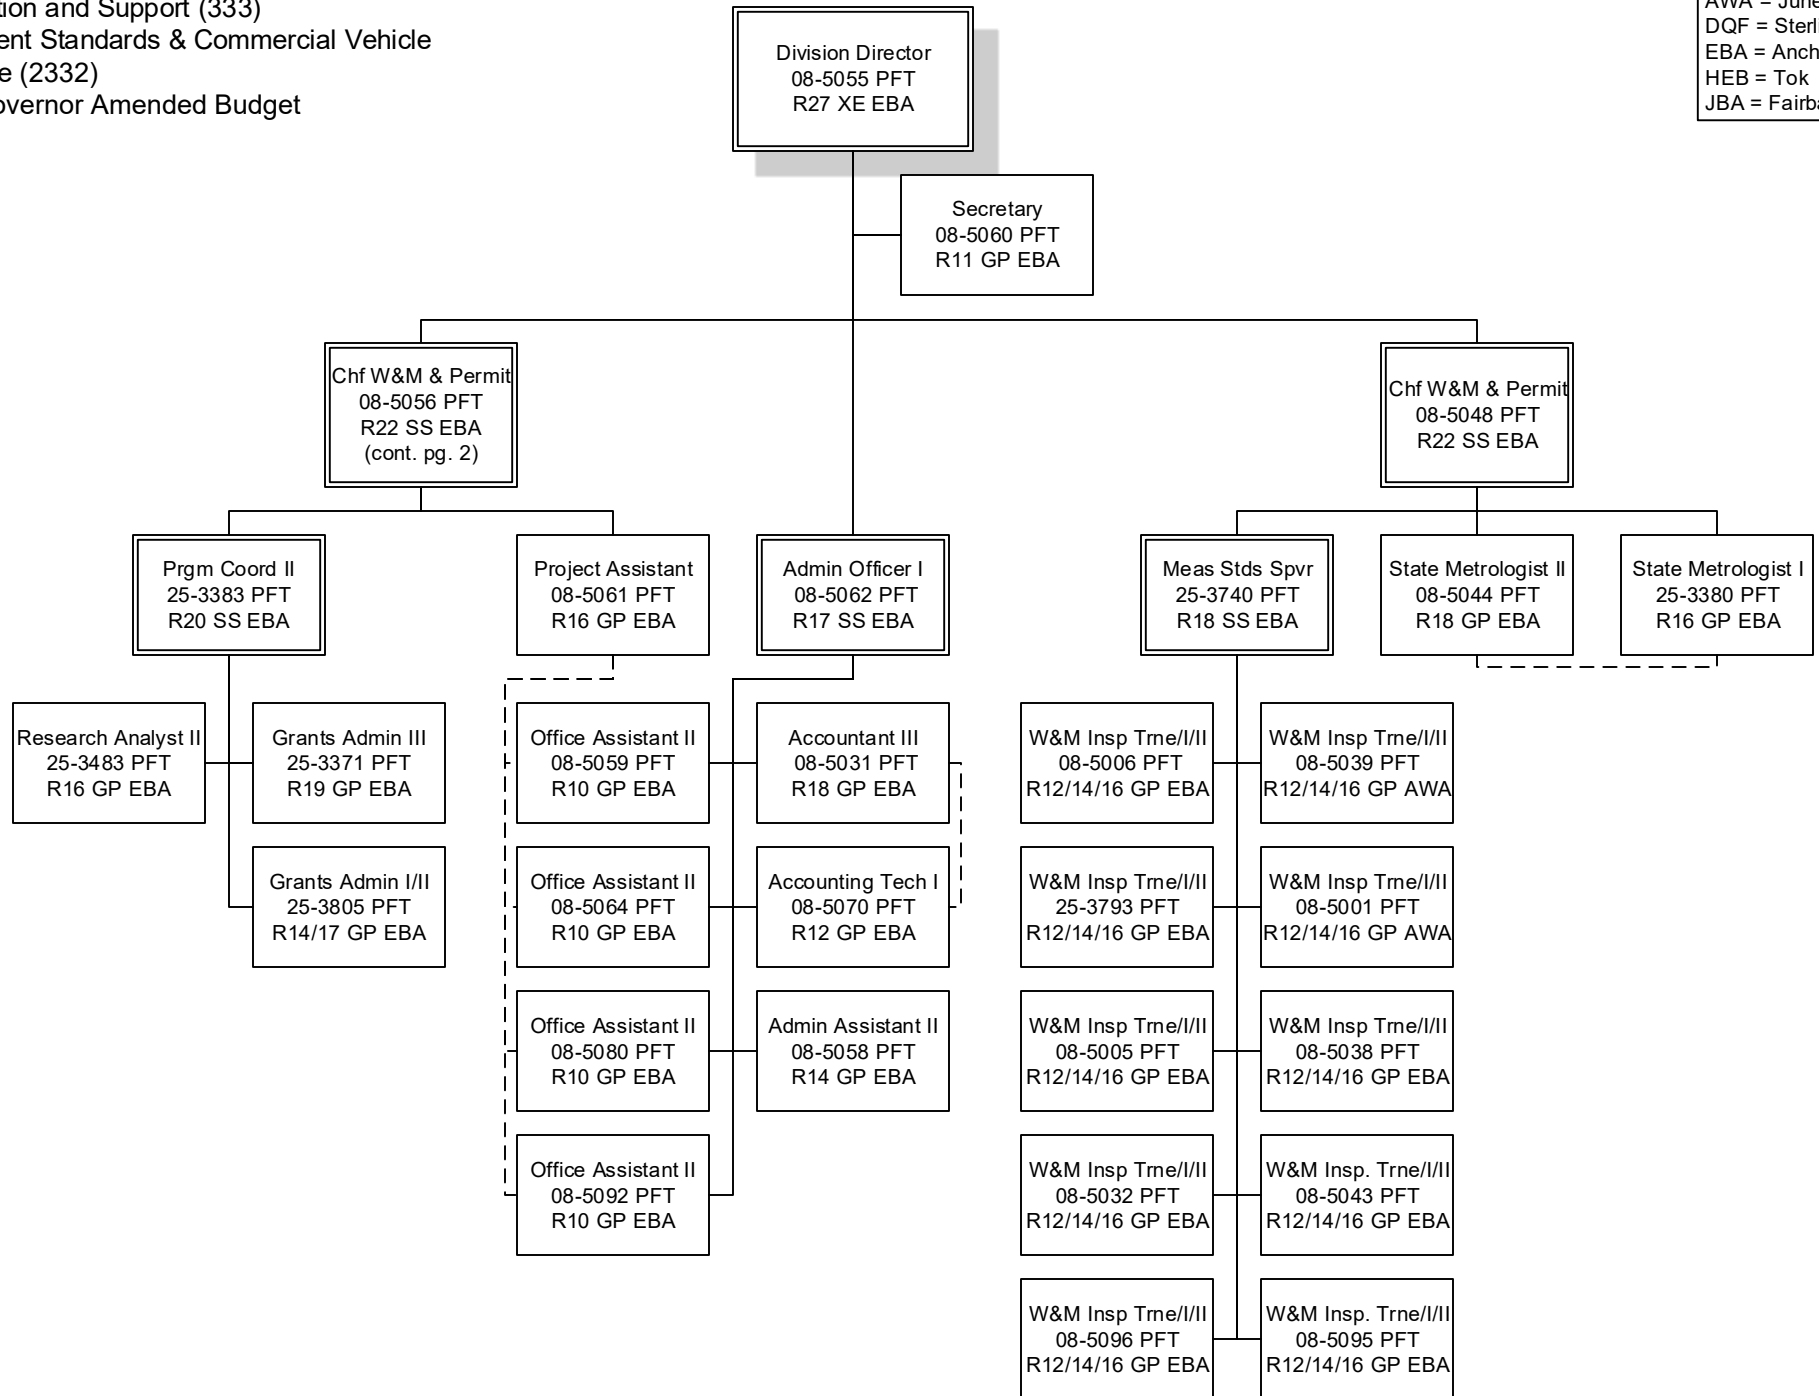 and Support (333)
Standards & Commercial Vehicle
(2332)
Amended Budget
AWA =
DQF =
EBA =
HEB = Tok
JBA =
Division Director
08-5055 PFT
R27 XE EBA
Secretary
08-5060 PFT
R11 GP EBA
Chf W&M & Permit
08-5056 PFT
R22 SS EBA
(cont. pg. 2)
Chf W&M & Permit
08-5048 PFT
R22 SS EBA
Prgm Coord II
25-3383 PFT
R20 SS EBA
Project Assistant
08-5061 PFT
R16 GP EBA
Admin Officer I
08-5062 PFT
R17 SS EBA
Meas Stds Spvr
25-3740 PFT
R18 SS EBA
State Metrologist II
08-5044 PFT
R18 GP EBA
State Metrologist I
25-3380 PFT
R16 GP EBA
Research Analyst II
25-3483 PFT
R16 GP EBA
Grants Admin III
25-3371 PFT
R19 GP EBA
Office Assistant II
08-5059 PFT
R10 GP EBA
Accountant III
08-5031 PFT
R18 GP EBA
W&M Insp Trne/I/II
08-5006 PFT
R12/14/16 GP EBA
W&M Insp Trne/I/II
08-5039 PFT
R12/14/16 GP AWA
Grants Admin I/II
25-3805 PFT
R14/17 GP EBA
Office Assistant II
08-5064 PFT
R10 GP EBA
Accounting Tech I
08-5070 PFT
R12 GP EBA
W&M Insp Trne/I/II
25-3793 PFT
R12/14/16 GP EBA
W&M Insp Trne/I/II
08-5001 PFT
R12/14/16 GP AWA
Office Assistant II
08-5080 PFT
R10 GP EBA
Admin Assistant II
08-5058 PFT
R14 GP EBA
W&M Insp Trne/I/II
08-5005 PFT
R12/14/16 GP EBA
W&M Insp Trne/I/II
08-5038 PFT
R12/14/16 GP EBA
Office Assistant II
08-5092 PFT
R10 GP EBA
W&M Insp Trne/I/II
08-5032 PFT
R12/14/16 GP EBA
W&M Insp. Trne/I/II
08-5043 PFT
R12/14/16 GP EBA
W&M Insp Trne/I/II
08-5096 PFT
R12/14/16 GP EBA
W&M Insp. Trne/I/II
08-5095 PFT
R12/14/16 GP EBA